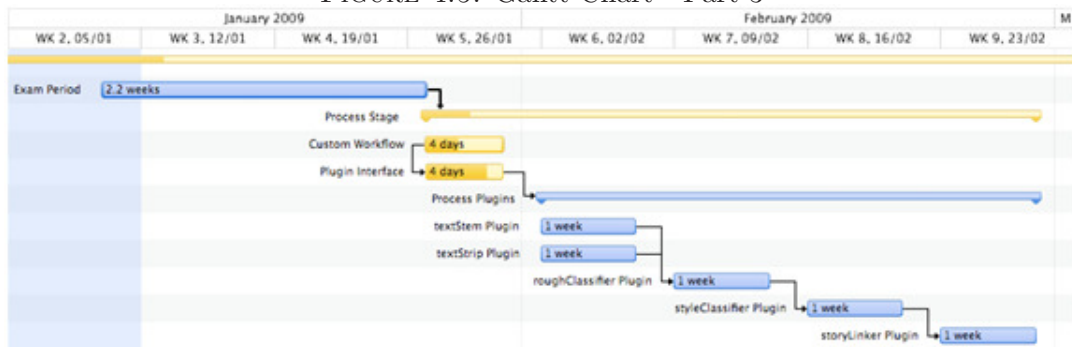 January 2009 February 2009 M
WK 2, 05/01 WK 3, 12/01 WK 4, 19/01 WK 5, 26/01 WK 6, 02/02 WK 7, 09/02 WK 8, 16/02 WK 9, 23/02
Exam Period 2.2 weeks
Process Stage
Custom Workflow 4 days
Plugin Interface 4 days
Process Plugins
textStem Plugin 1 week
textStrip Plugin 1 week
roughClassifier Plugin 1 week
styleClassifier Plugin 1 week
storyLinker Plugin 1 week